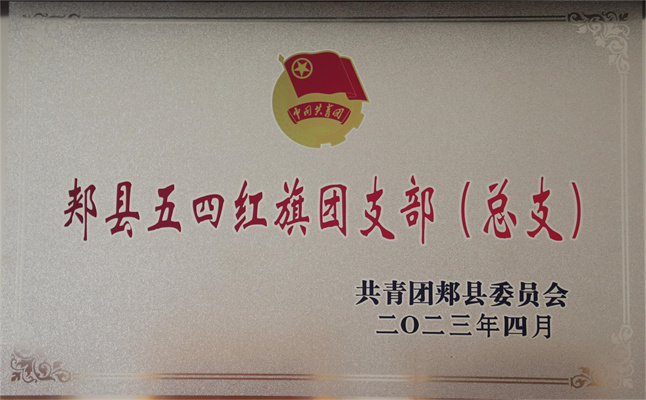 中国共青团
郏县五四红旗团支部（总支）
共青团郏县委员会
二〇二三年四月